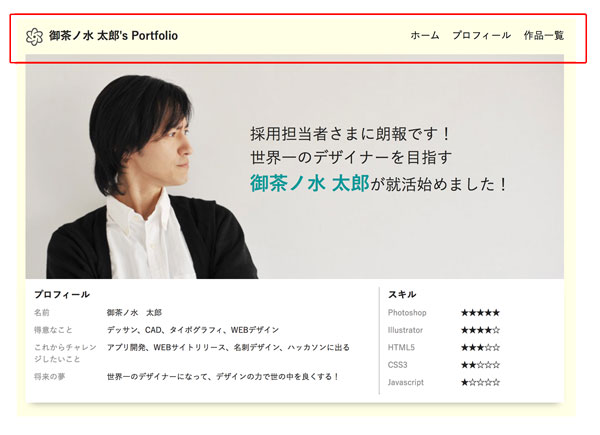 御茶ノ水 太郎's Portfolio
ホーム プロフィール 作品一覧
採用担当者さまに朗報です！
世界一のデザイナーを目指す
御茶ノ水 太郎が就活始めました！
プロフィール
名前 御茶ノ水　太郎
得意なこと デッサン、CAD、タイポグラフィ、WEBデザイン
これからチャレン
ジしたいこと アプリ開発、WEBサイトリリース、名刺デザイン、ハッカソンに出る
将来の夢 世界一のデザイナーになって、デザインの力で世の中を良くする！
スキル
Photoshop ★★★★★
Illustrator ★★★★☆
HTML5 ★★★☆☆
CSS3 ★★☆☆☆
Javascript ★☆☆☆☆